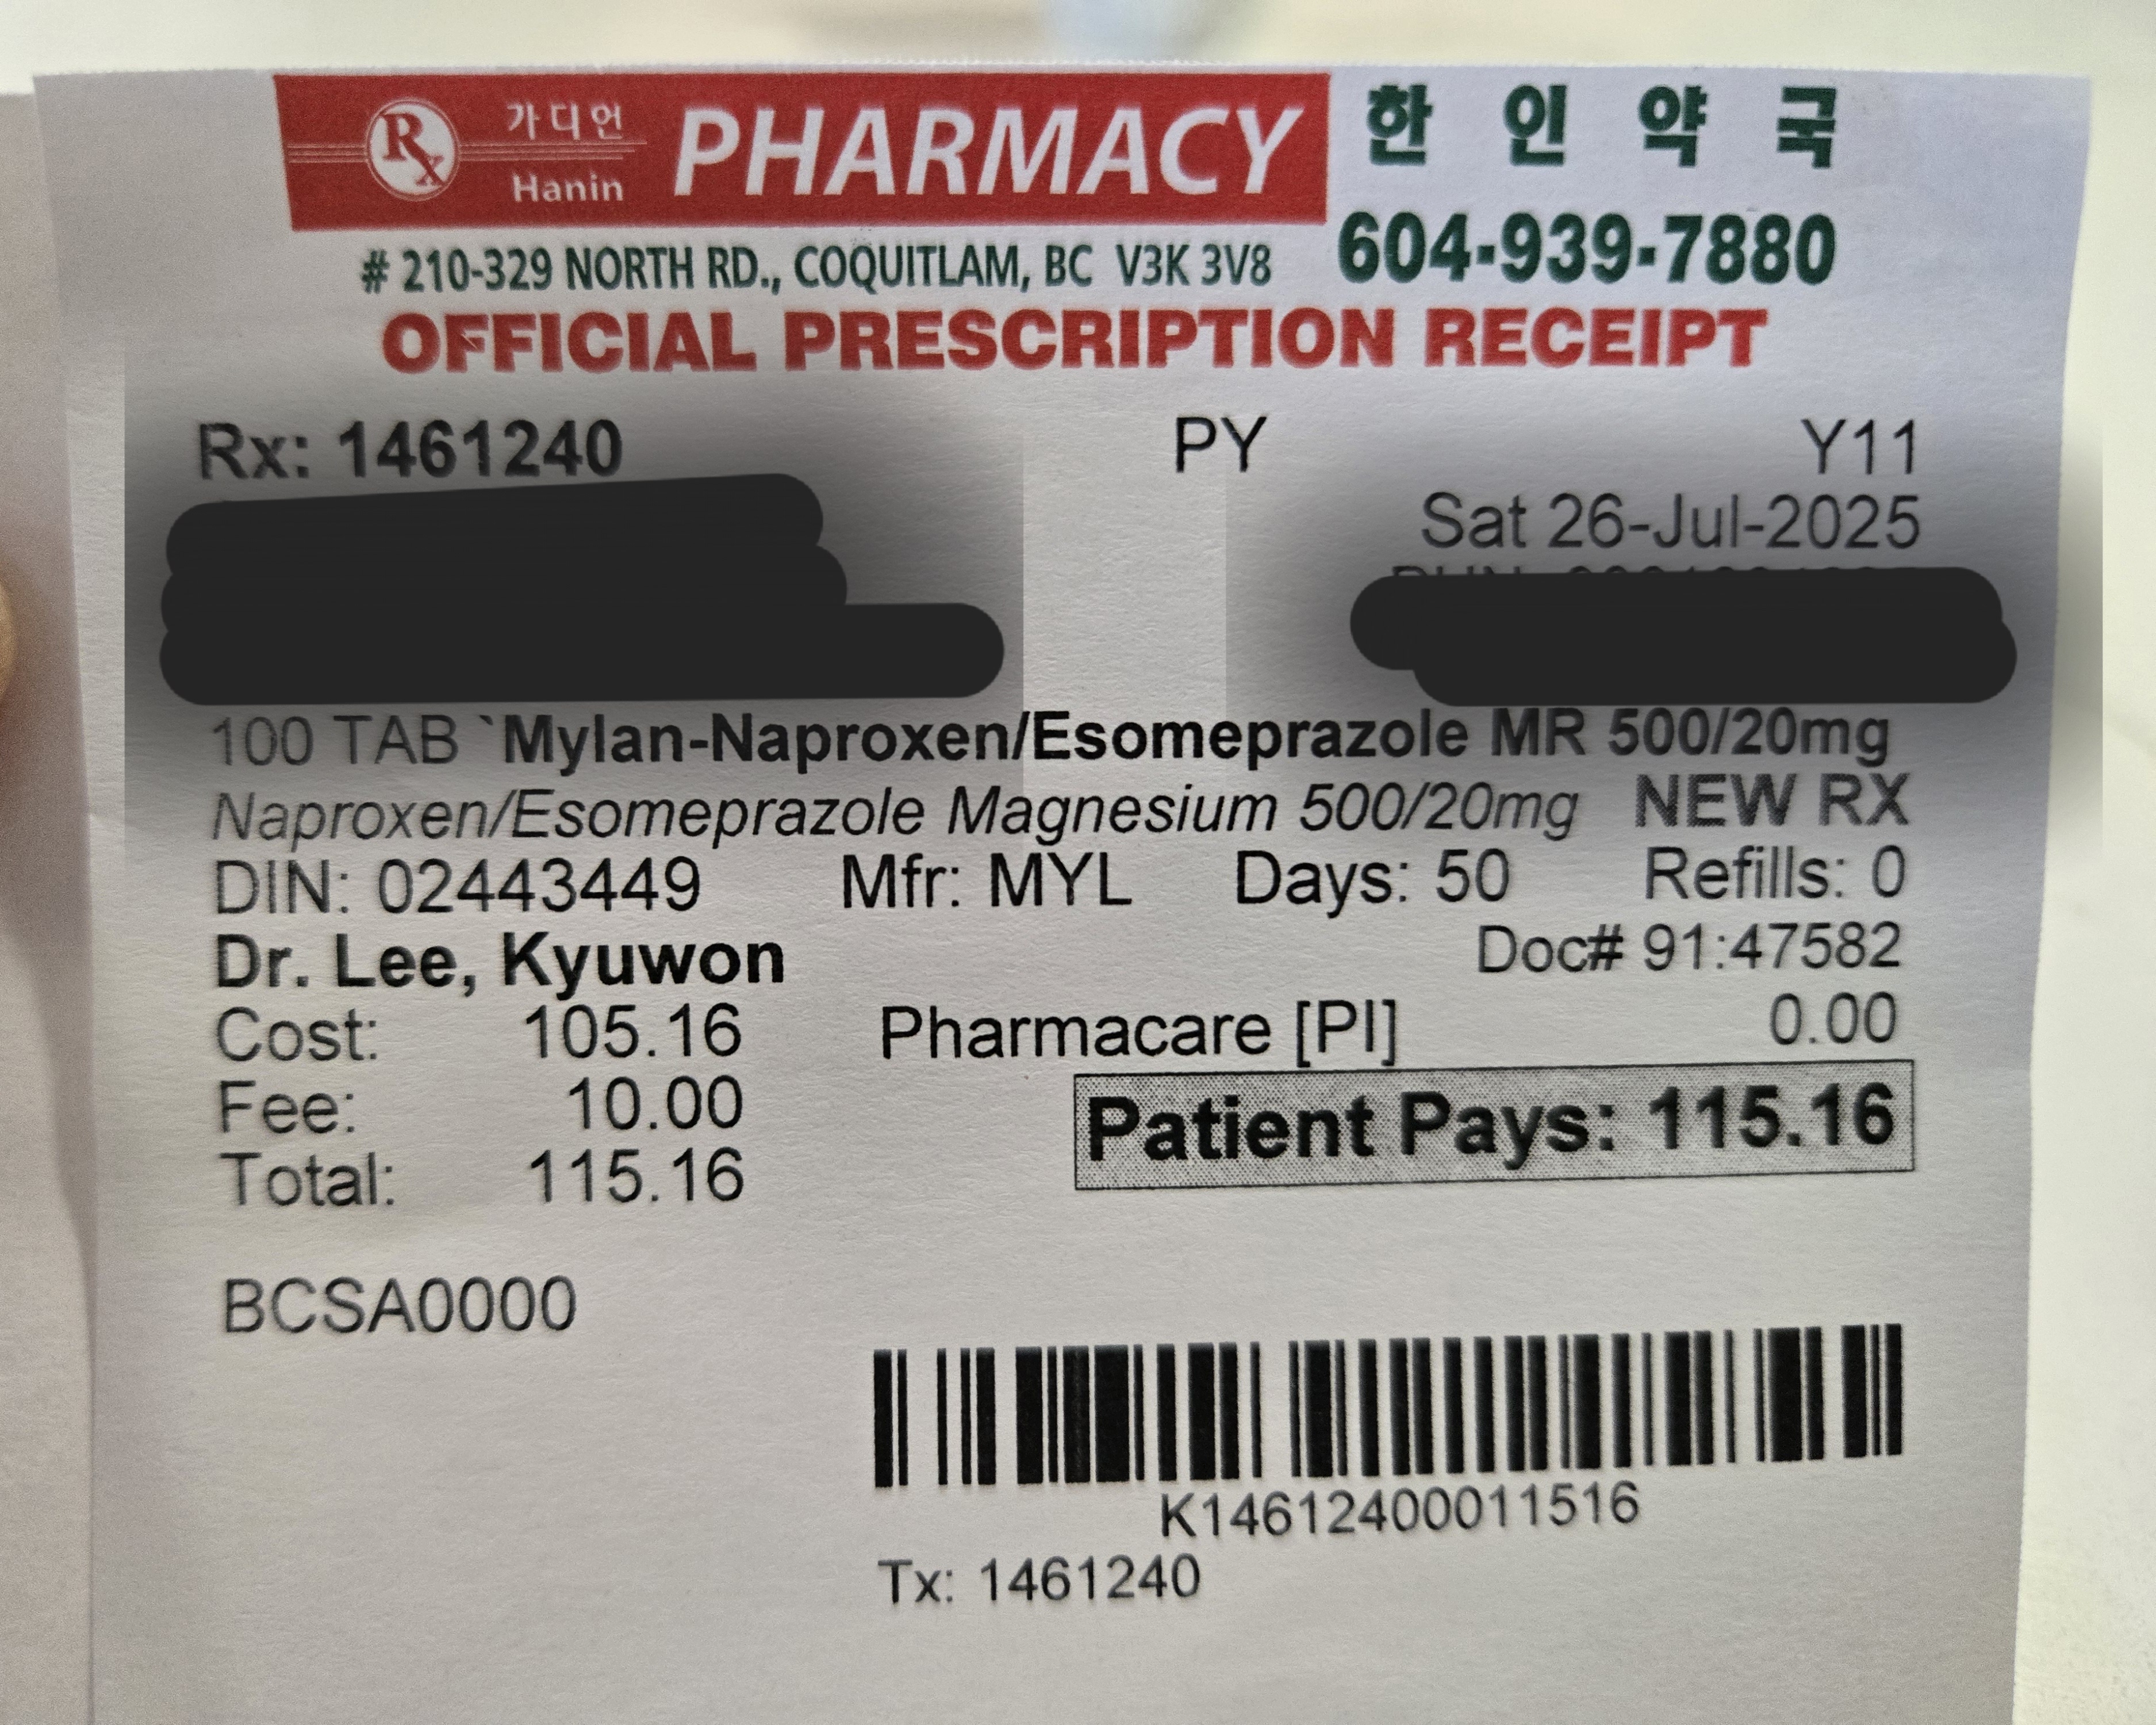 Rx 가디언 Hanin PHARMACY 한인약국
# 210-329 NORTH RD., COQUITLAM, BC V3K 3V8 604-939-7880
OFFICIAL PRESCRIPTION RECEIPT
Rx: 1461240 PY Y11
Sat 26-Jul-2025
100 TAB `Mylan-Naproxen/Esomeprazole MR 500/20mg
Naproxen/Esomeprazole Magnesium 500/20mg NEW RX
DIN: 02443449 Mfr: MYL Days: 50 Refills: 0
Dr. Lee, Kyuwon Doc# 91:47582
Cost: 105.16 Pharmacare [PI] 0.00
Fee: 10.00 Patient Pays: 115.16
Total: 115.16
BCSA0000
K14612400011516
Tx: 1461240